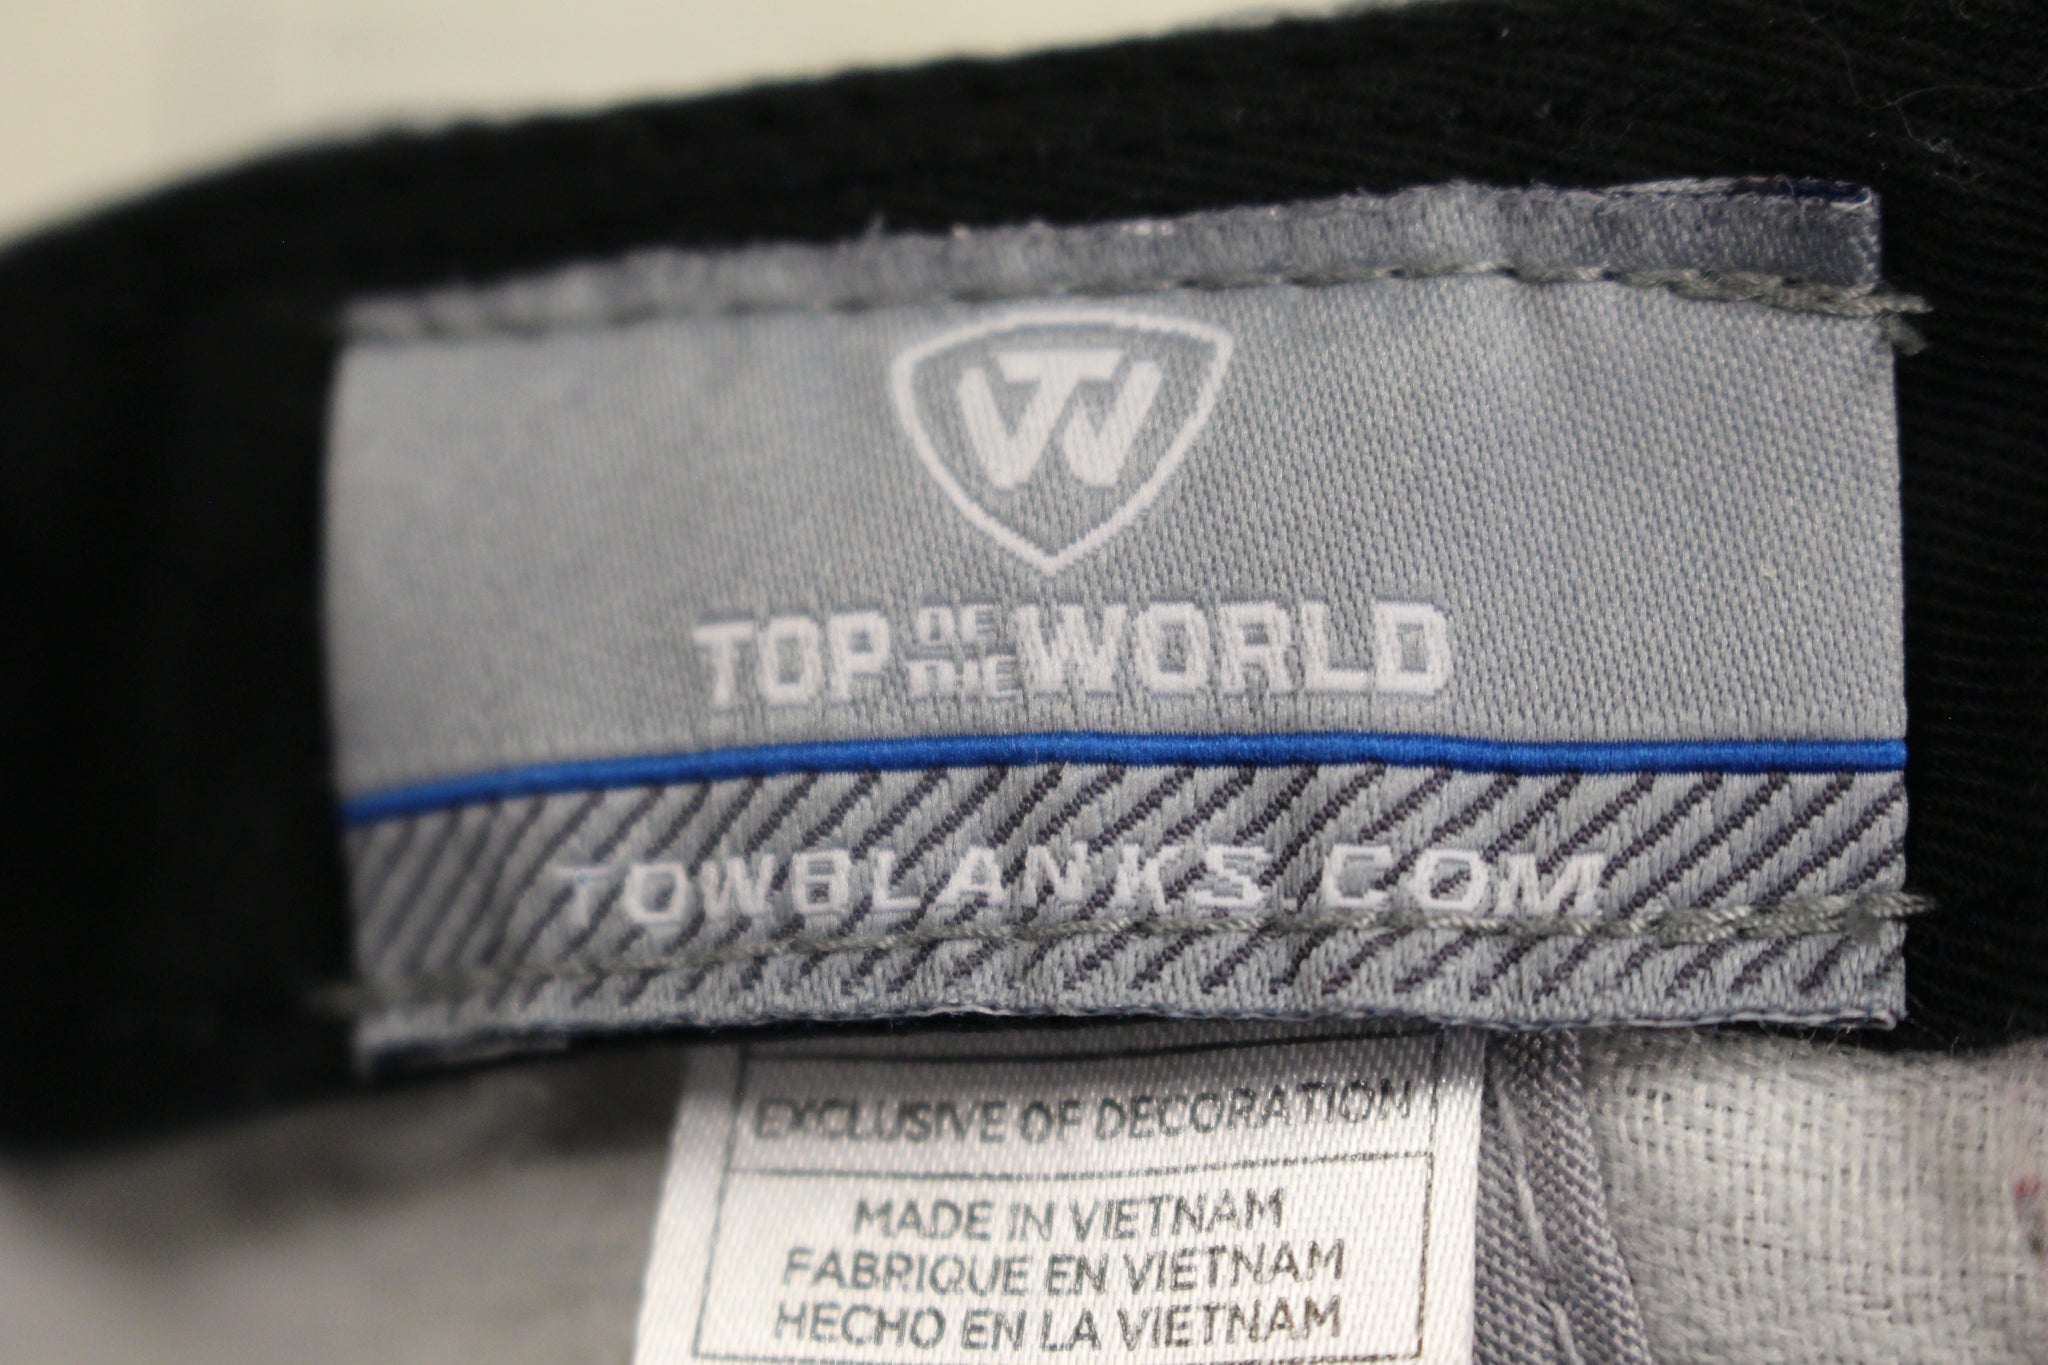 TW
TOP OF THE WORLD
TOWBLANKS.COM
EXCLUSIVE OF DECORATION
MADE IN VIETNAM
FABRIQUE EN VIETNAM
HECHO EN LA VIETNAM